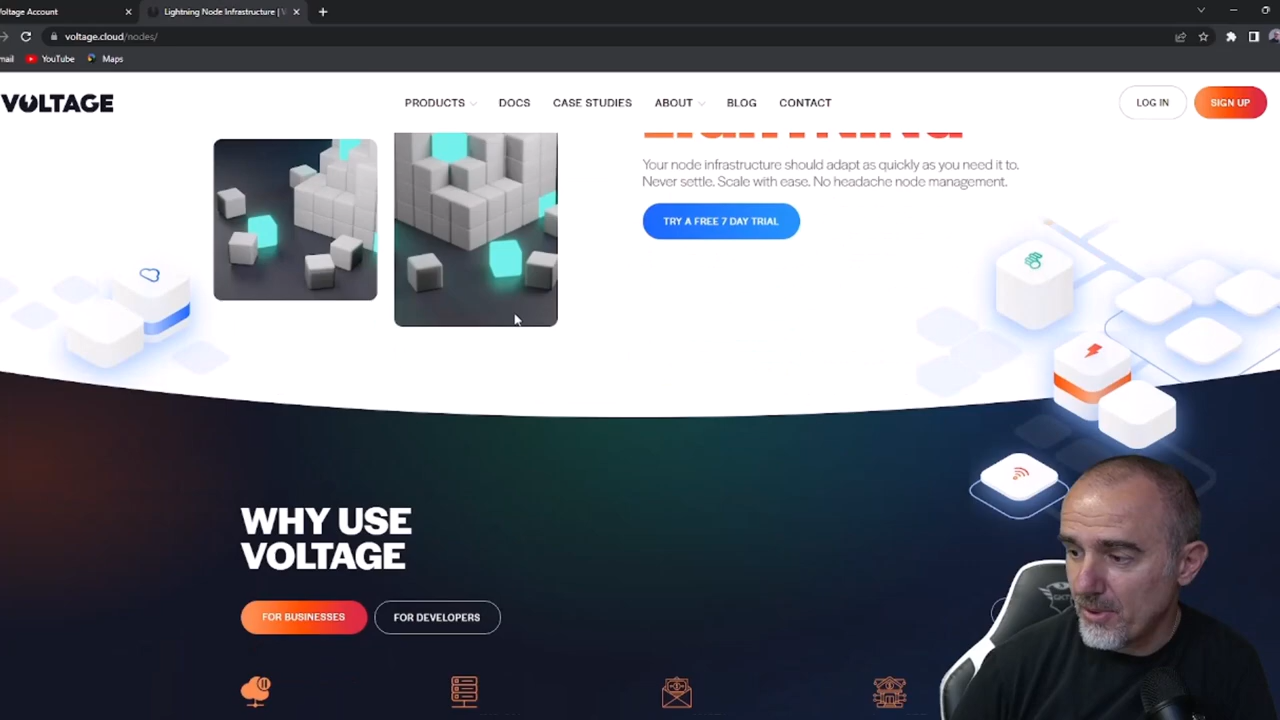 oltage Account
Lightning Node Infrastructure | V
voltage.cloud/nodes/
mail
YouTube
Maps
VOLTAGE
PRODUCTS
DOCS
CASE STUDIES
ABOUT
BLOG
CONTACT
LOG IN
SIGN UP
LIGHTNING
Your node infrastructure should adapt as quickly as you need it to.
Never settle. Scale with ease. No headache node management.
TRY A FREE 7 DAY TRIAL
WHY USE
VOLTAGE
FOR BUSINESSES
FOR DEVELOPERS